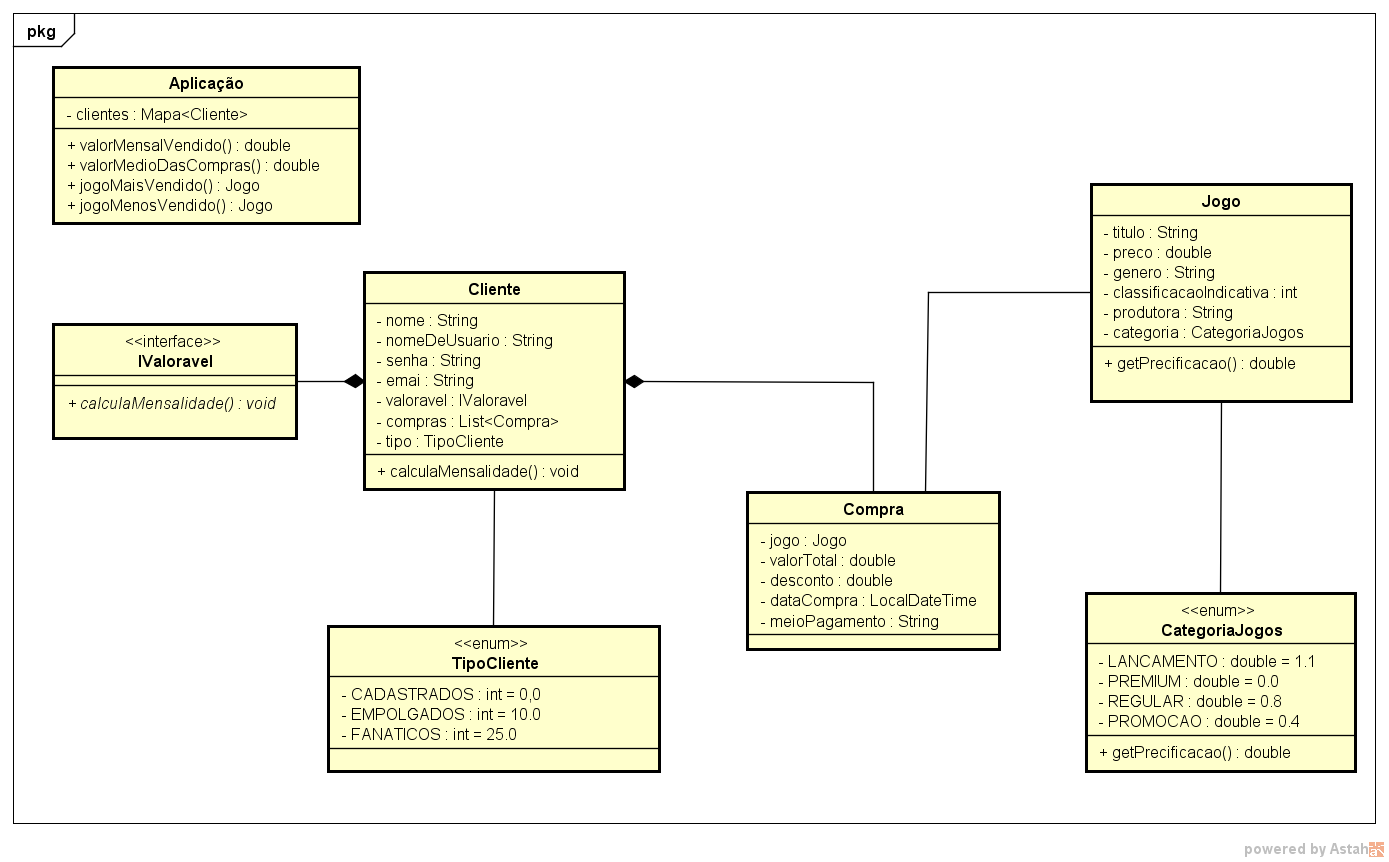 pkg
Aplicação
- clientes : Mapa<Cliente>
+ valorMensalVendido() : double
+ valorMedioDasCompras() : double
+ jogoMaisVendido() : Jogo
+ jogoMenosVendido() : Jogo
<<interface>>
IValoravel
+ calculaMensalidade() : void
Cliente
- nome : String
- nomeDeUsuario : String
- senha : String
- emai : String
- valoravel : IValoravel
- compras : List<Compra>
- tipo : TipoCliente
+ calculaMensalidade() : void
Jogo
- titulo : String
- preco : double
- genero : String
- classificacaoIndicativa : int
- produtora : String
- categoria : CategoriaJogos
+ getPrecificacao() : double
Compra
- jogo : Jogo
- valorTotal : double
- desconto : double
- dataCompra : LocalDateTime
- meioPagamento : String
<<enum>>
TipoCliente
- CADASTRADOS : int = 0,0
- EMPOLGADOS : int = 10.0
- FANATICOS : int = 25.0
<<enum>>
CategoriaJogos
- LANCAMENTO : double = 1.1
- PREMIUM : double = 0.0
- REGULAR : double = 0.8
- PROMOCAO : double = 0.4
+ getPrecificacao() : double
powered by Astah